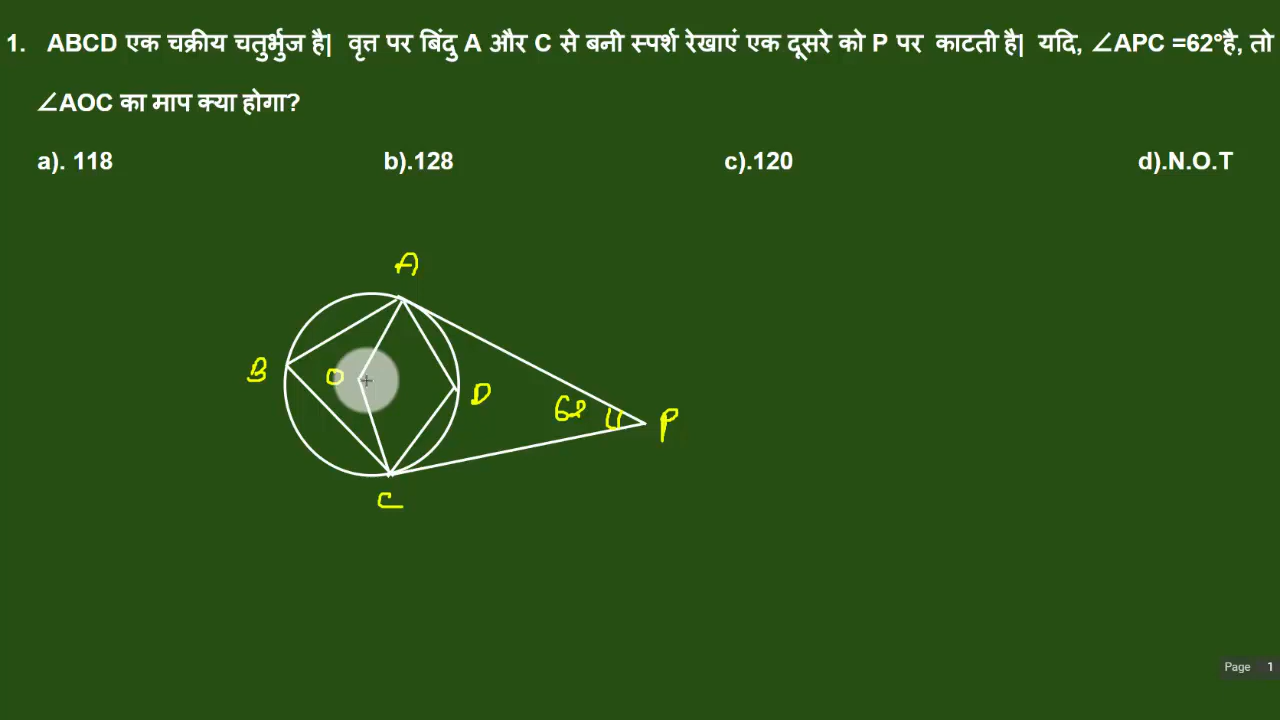 1. ABCD एक चक्रीय चतुर्भुज है| वृत्त पर बिंदु A और C से बनी स्पर्श रेखाएं एक दूसरे को P पर काटती है| यदि, ∠APC =62°है, तो
∠AOC का माप क्या होगा?
a). 118 b).128 c).120 d).N.O.T
A
B O D 62 P
C
Page 1